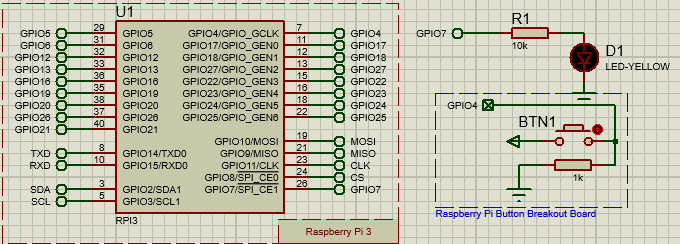 U1
GPIO5 29 GPIO5 GPIO4/GPIO_GCLK 7 GPIO4
GPIO6 31 GPIO6 GPIO17/GPIO_GEN0 11 GPIO17
GPIO12 32 GPIO12 GPIO18/GPIO_GEN1 12 GPIO18
GPIO13 33 GPIO13 GPIO27/GPIO_GEN2 13 GPIO27
GPIO16 36 GPIO16 GPIO22/GPIO_GEN3 15 GPIO22
GPIO19 35 GPIO19 GPIO23/GPIO_GEN4 16 GPIO23
GPIO20 38 GPIO20 GPIO24/GPIO_GEN5 18 GPIO24
GPIO26 37 GPIO26 GPIO25/GPIO_GEN6 22 GPIO25
GPIO21 40 GPIO21
GPIO10/MOSI 19 MOSI
TXD 8 GPIO14/TXD0 GPIO9/MISO 21 MISO
RXD 10 GPIO15/RXD0 GPIO11/CLK 23 CLK
GPIO8/SPI_CE0 24 CS
SDA 3 GPIO2/SDA1 GPIO7/SPI_CE1 26 GPIO7
SCL 5 GPIO3/SCL1
RPI3
Raspberry Pi 3
R1
GPIO7
10k
D1
LED-YELLOW
GPIO4
BTN1
1k
Raspberry Pi Button Breakout Board